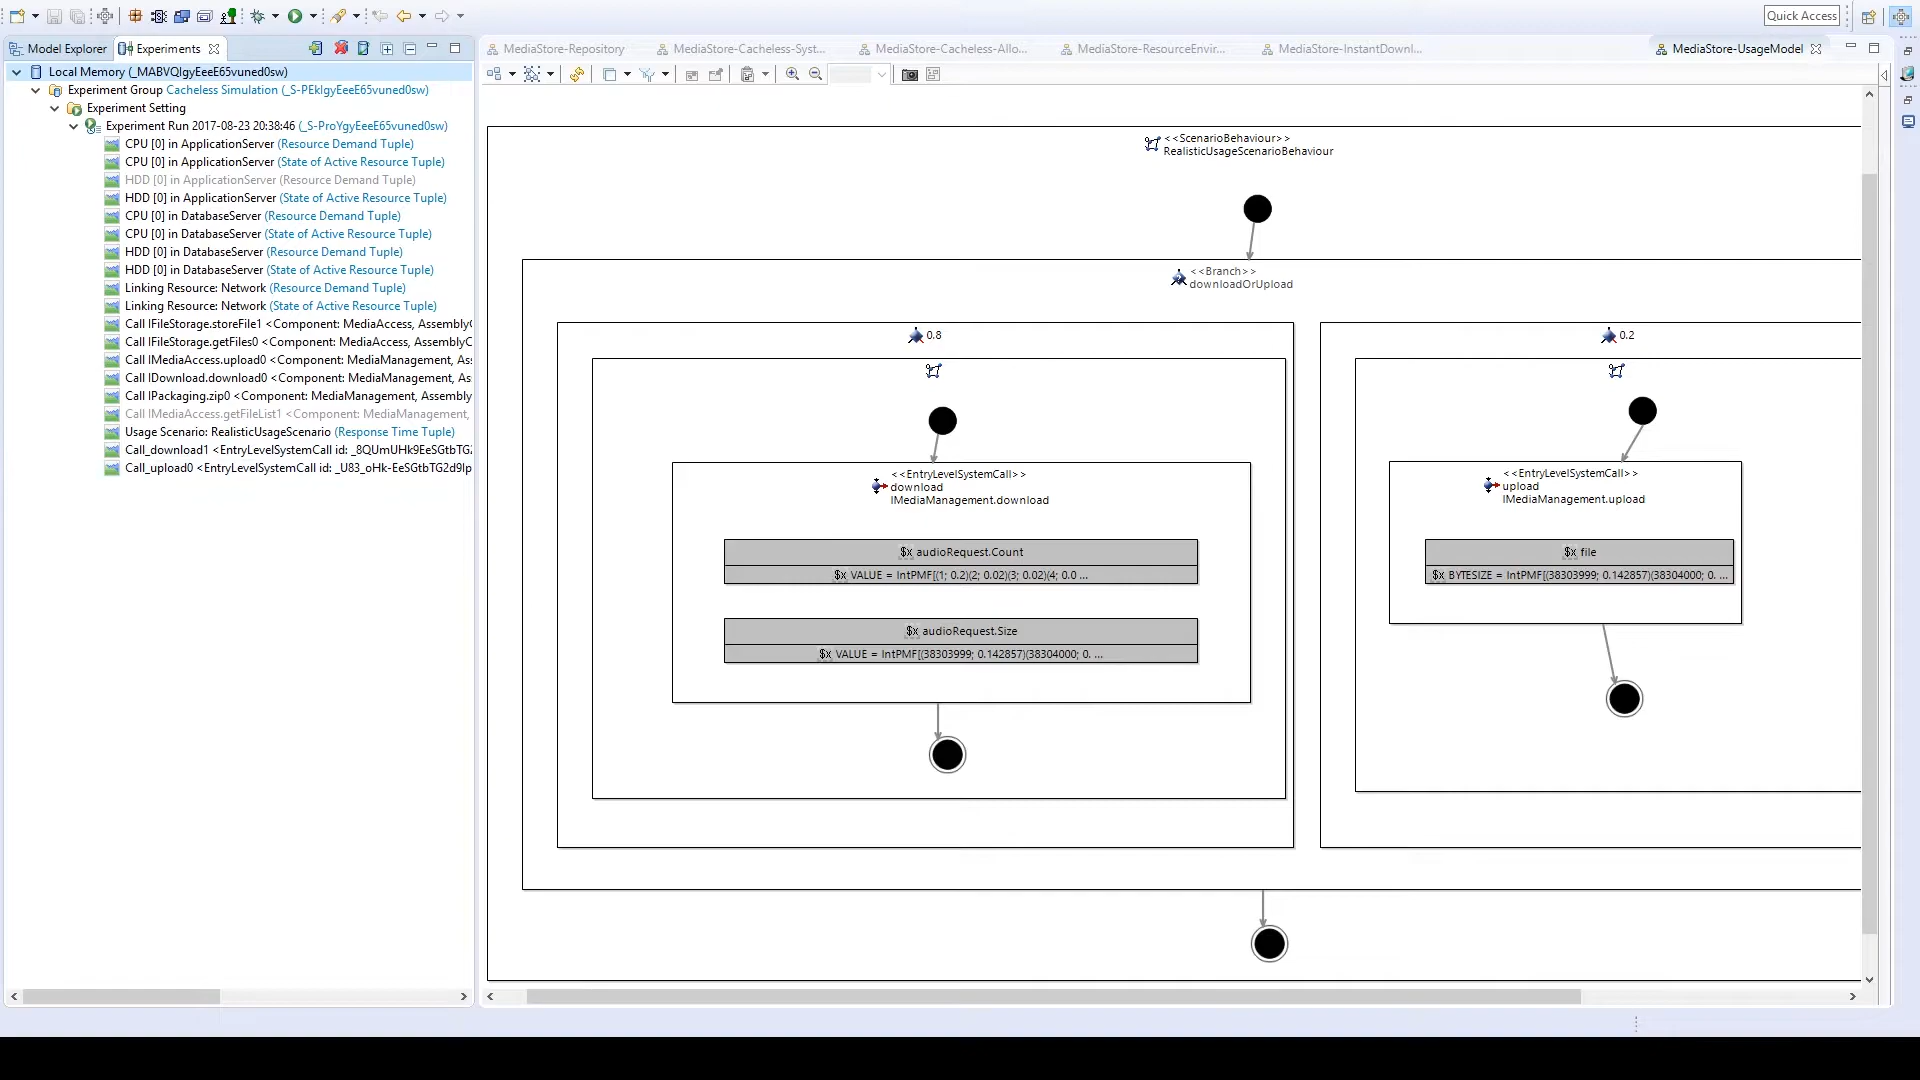 Quick Access
Model Explorer
Experiments
Local Memory (_MABVQIgyEeeE65vuned0sw)
Experiment Group Cacheless Simulation (_S-PEkIgyEeeE65vuned0sw)
Experiment Setting
Experiment Run 2017-08-23 20:38:46 (_S-ProYgyEeeE65vuned0sw)
CPU [0] in ApplicationServer (Resource Demand Tuple)
CPU [0] in ApplicationServer (State of Active Resource Tuple)
HDD [0] in ApplicationServer (Resource Demand Tuple)
HDD [0] in ApplicationServer (State of Active Resource Tuple)
CPU [0] in DatabaseServer (Resource Demand Tuple)
CPU [0] in DatabaseServer (State of Active Resource Tuple)
HDD [0] in DatabaseServer (Resource Demand Tuple)
HDD [0] in DatabaseServer (State of Active Resource Tuple)
Linking Resource: Network (Resource Demand Tuple)
Linking Resource: Network (State of Active Resource Tuple)
Call IFileStorage.storeFile1 <Component: MediaAccess, AssemblyC
Call IFileStorage.getFiles0 <Component: MediaAccess, AssemblyC
Call IMediaAccess.upload0 <Component: MediaManagement, As
Call IDownload.download0 <Component: MediaManagement, As
Call IPackaging.zip0 <Component: MediaManagement, Assembly
Call IMediaAccess.getFileList1 <Component: MediaManagement,
Usage Scenario: RealisticUsageScenario (Response Time Tuple)
Call_download1 <EntryLevelSystemCall id: _8QUmUHk9EeSGtbTG2
Call_upload0 <EntryLevelSystemCall id: _U83_oHk-EeSGtbTG2d9Ip
MediaStore-Repository
MediaStore-Cacheless-Syst...
MediaStore-Cacheless-Allo...
MediaStore-ResourceEnvir...
MediaStore-InstantDownl...
MediaStore-UsageModel
<<ScenarioBehaviour>>
RealisticUsageScenarioBehaviour
<<Branch>>
downloadOrUpload
0.8
<<EntryLevelSystemCall>>
download
IMediaManagement.download
$x audioRequest.Count
$x VALUE = IntPMF[(1; 0.2)(2; 0.02)(3; 0.02)(4; 0.0 ...
$x audioRequest.Size
$x VALUE = IntPMF[(38303999; 0.142857)(38304000; 0. ...
0.2
<<EntryLevelSystemCall>>
upload
IMediaManagement.upload
$x file
$x BYTESIZE = IntPMF[(38303999; 0.142857)(38304000; 0. ...